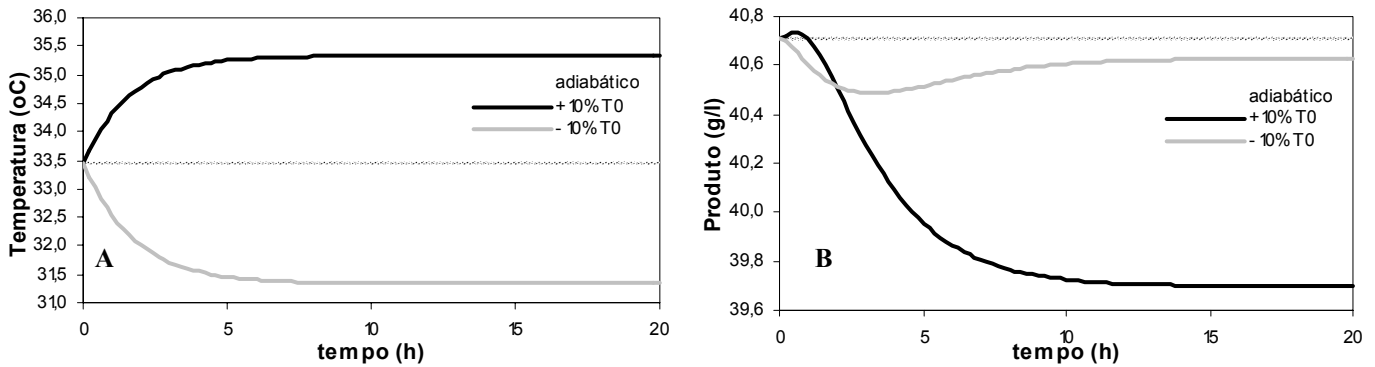 36,0
35,5
35,0
34,5
34,0
33,5
33,0
32,5
32,0
31,5
31,0
Temperatura (oC)
adiabático
+ 10% T0
- 10% T0
A
0
5
10
15
20
tempo (h)
40,8
40,6
40,4
40,2
40,0
39,8
39,6
Produto (g/l)
adiabático
+10% T0
- 10% T0
B
0
5
10
15
20
tempo (h)